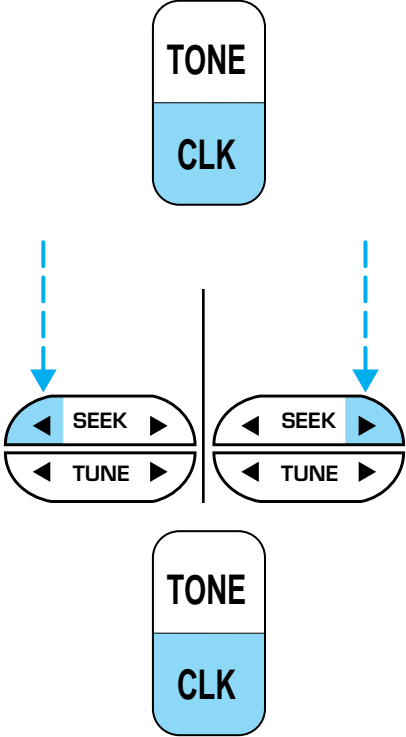 TONE
CLK
◀ SEEK ▶
◀ TUNE ▶
◀ SEEK ▶
◀ TUNE ▶
TONE
CLK